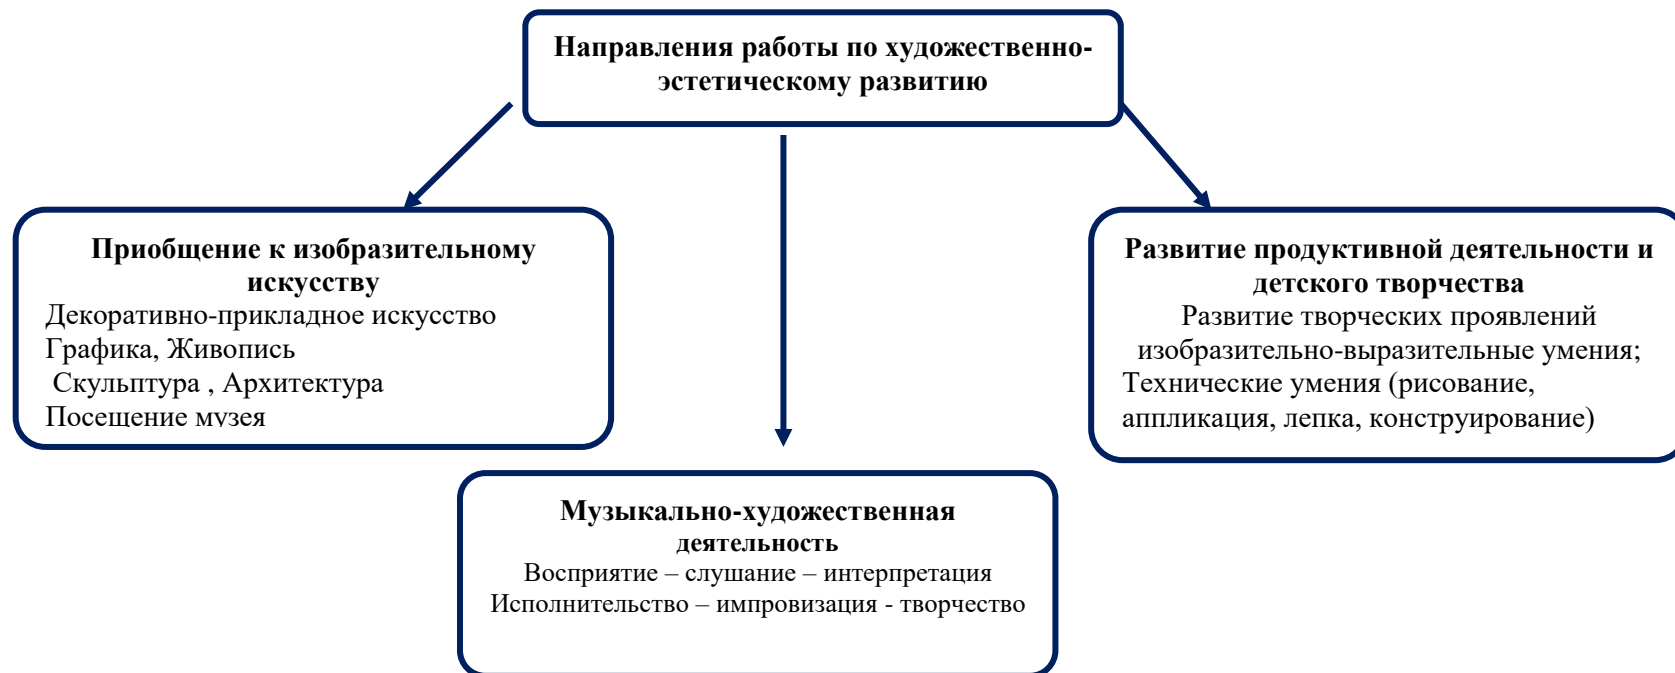 Направления работы по художественно-
эстетическому развитию
Приобщение к изобразительному
искусству
Декоративно-прикладное искусство
Графика, Живопись
Скульптура , Архитектура
Посещение музея
Развитие продуктивной деятельности и
детского творчества
Развитие творческих проявлений
изобразительно-выразительные умения;
Технические умения (рисование,
аппликация, лепка, конструирование)
Музыкально-художественная
деятельность
Восприятие – слушание – интерпретация
Исполнительство – импровизация - творчество